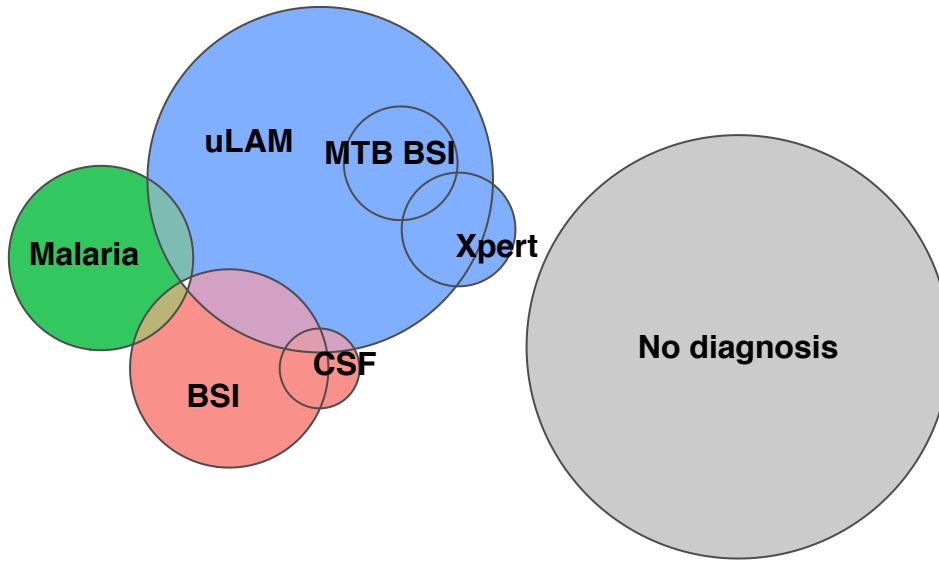 uLAM
MTB BSI
Xpert
Malaria
CSF
BSI
No diagnosis